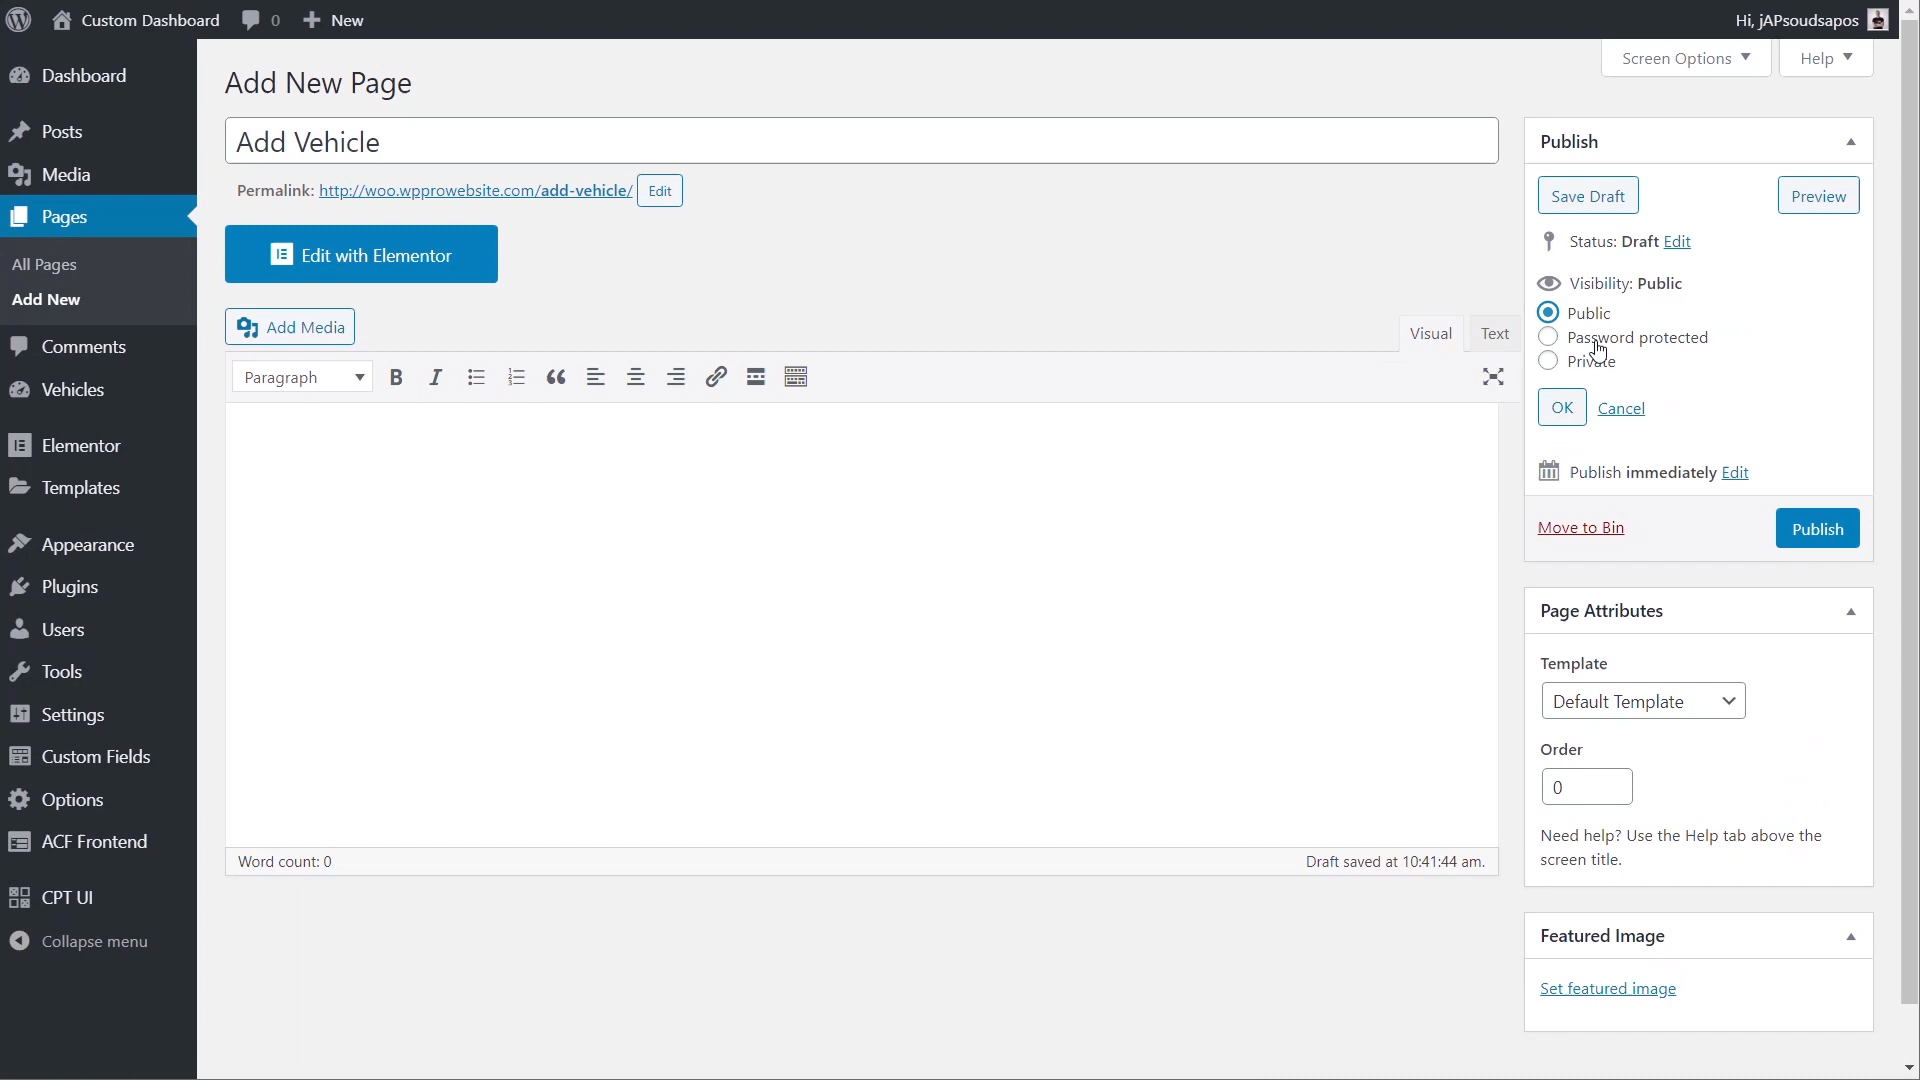 Custom Dashboard 0 New Hi, jAPsoudsapos
Screen Options Help
Dashboard
Posts
Media
Pages
All Pages
Add New
Comments
Vehicles
Elementor
Templates
Appearance
Plugins
Users
Tools
Settings
Custom Fields
Options
ACF Frontend
CPT UI
Collapse menu
Add New Page
Add Vehicle
Permalink: http://woo.wpprowebsite.com/add-vehicle/ Edit
Edit with Elementor
Add Media
Visual Text
Paragraph
Word count: 0 Draft saved at 10:41:44 am.
Publish
Save Draft Preview
Status: Draft Edit
Visibility: Public
Public
Password protected
Private
OK Cancel
Publish immediately Edit
Move to Bin Publish
Page Attributes
Template
Default Template
Order
0
Need help? Use the Help tab above the
screen title.
Featured Image
Set featured image